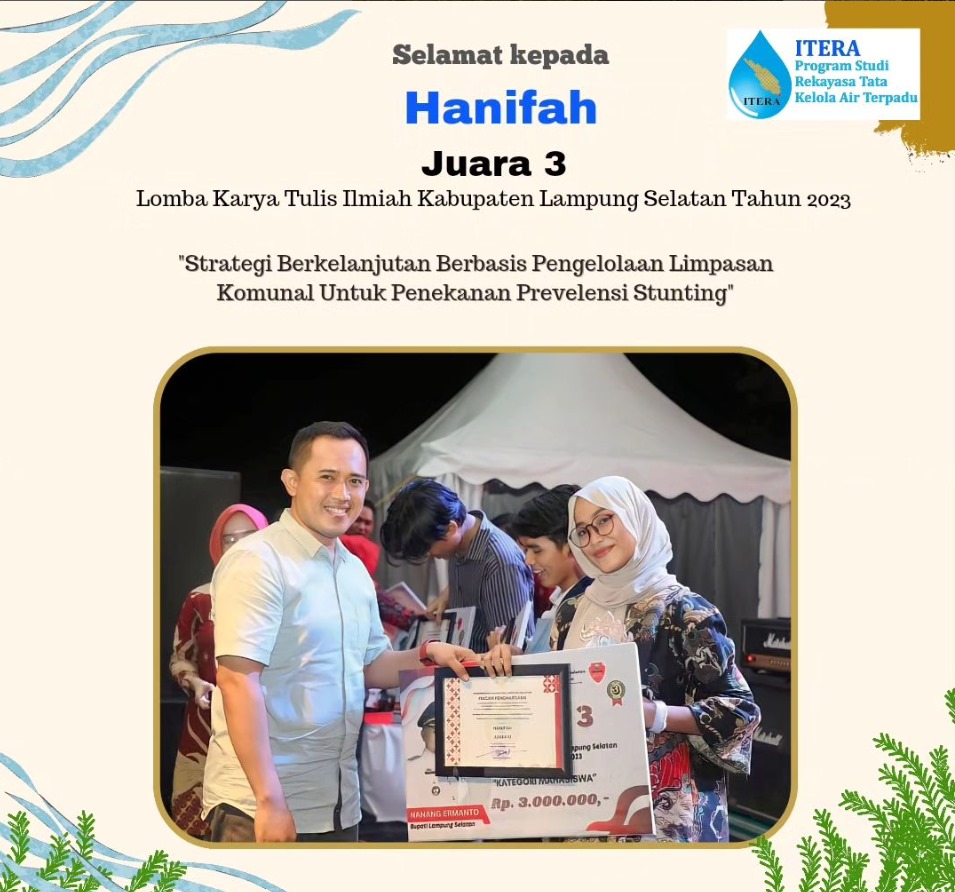 Selamat kepada
Hanifah
Juara 3
Lomba Karya Tulis Ilmiah Kabupaten Lampung Selatan Tahun 2023
"Strategi Berkelanjutan Berbasis Pengelolaan Limpasan
Komunal Untuk Penekanan Prevelensi Stunting"
ITERA
Program Studi
Rekayasa Tata
Kelola Air Terpadu
ITERA
PIAGAM PENGHARGAAN
3
Lampung Selatan
2023
"KATEGORI MAHASISWA"
Rp. 3.000.000,-
NANANG ERMANTO
Bupati Lampung Selatan
Marshall
Marshall